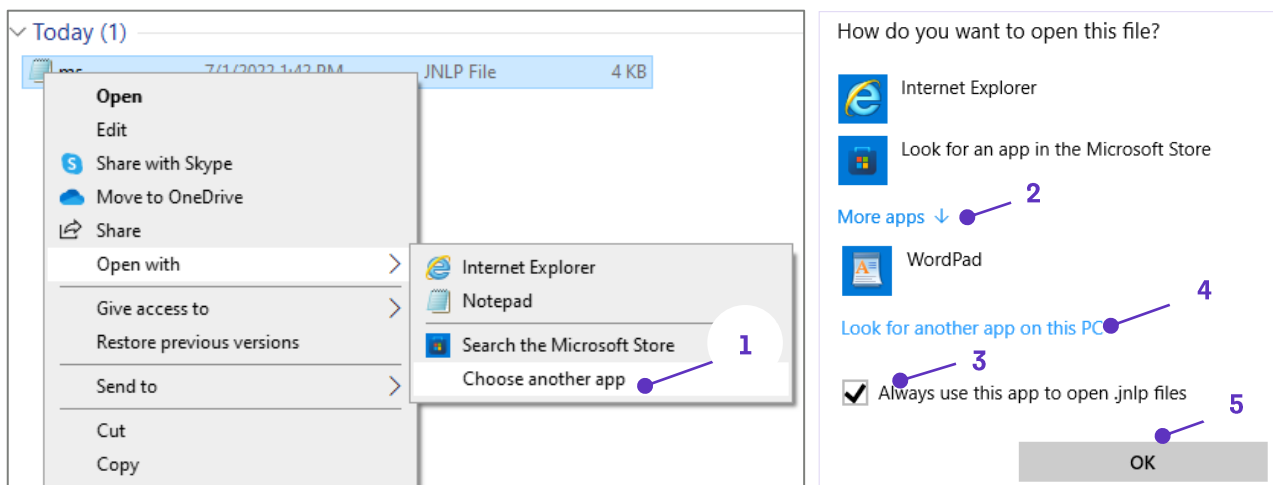 Today (1)
7/1/2022 1:42 PM JNLP File 4 KB
Open
Edit
Share with Skype
Move to OneDrive
Share
Open with
Give access to
Restore previous versions
Send to
Cut
Copy
Internet Explorer
Notepad
Search the Microsoft Store
1
Choose another app
How do you want to open this file?
Internet Explorer
Look for an app in the Microsoft Store
2
More apps
WordPad
4
Look for another app on this PC
3
Always use this app to open .jnlp files
5
OK